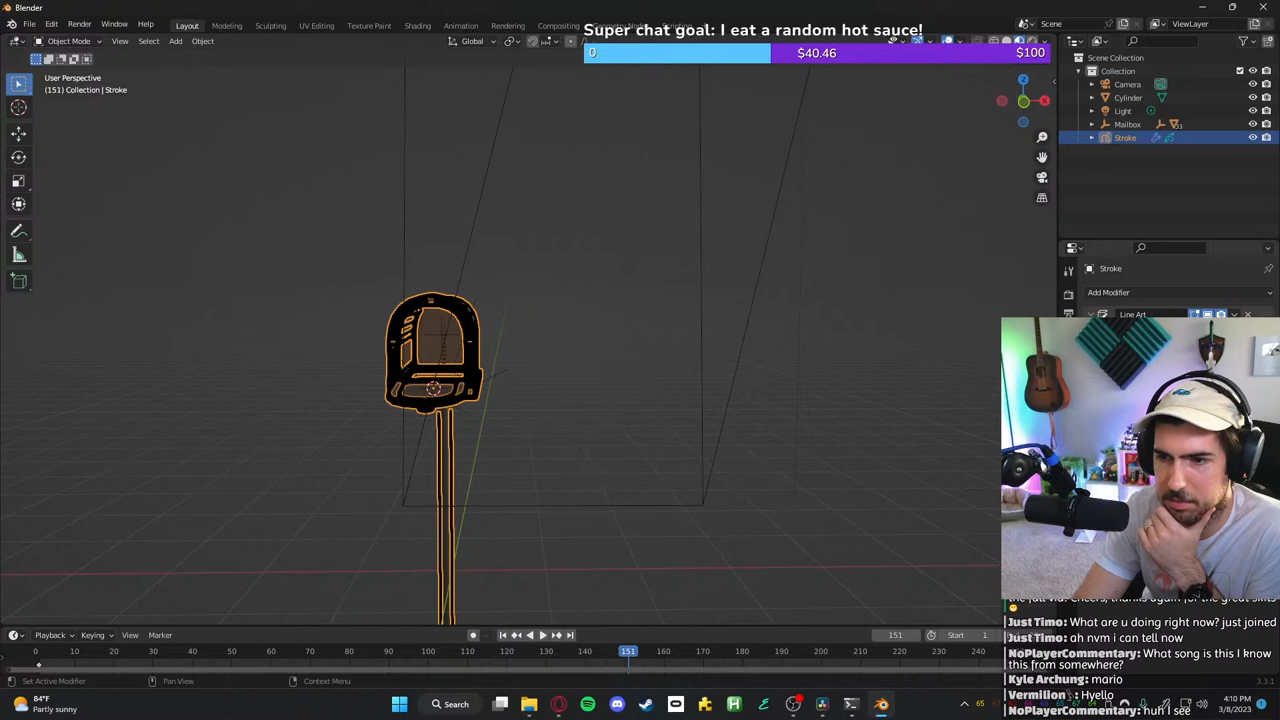 Blender
File Edit Render Window Help Layout Modeling Sculpting UV Editing Texture Paint Shading Animation Rendering Compositing Scene ViewLayer
Super chat goal: I eat a random hot sauce!
0 $40.46 $100
Object Mode View Select Add Object Global
User Perspective
(151) Collection | Stroke
Z
X
Scene Collection
Collection
Camera
Cylinder
Light
Mailbox 33
Stroke
Stroke
Add Modifier
Line Art
Just Timo: What are you doing right now? just joined
Just Timo: ah nvm i can tell now
NoPlayerCommentary: What song is this I know
this from somewhere?
Kyle Archung: mario
Vermilion: Hyello
NoPlayerCommentary: huh I see
Playback Keying View Marker 151 Start 1
0 10 20 30 40 50 60 70 80 90 100 110 120 130 140 151 160 170 180 190 200 210 220 230 240
Set Active Modifier Pan View Context Menu 3.3.1
84°F
Partly sunny
Search
65
4:10 PM
3/8/2023